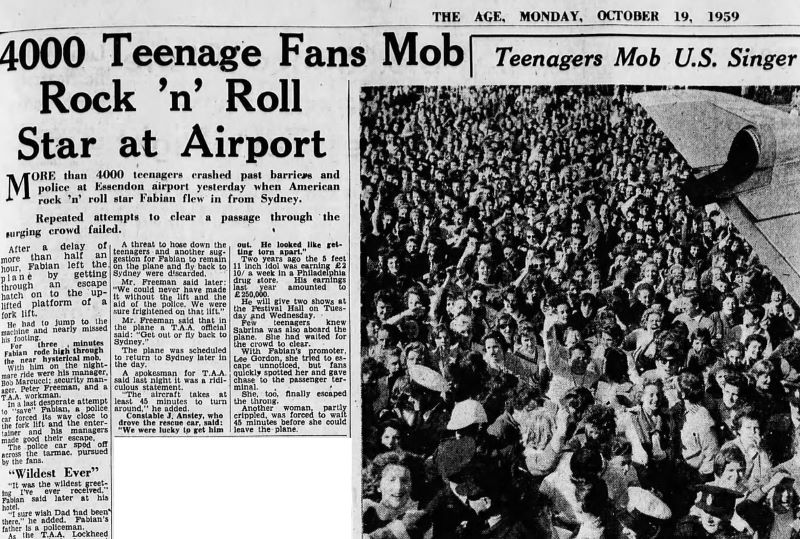 THE AGE, MONDAY, OCTOBER 19, 1959
4000 Teenage Fans Mob
Rock 'n' Roll
Star at Airport
Teenagers Mob U.S. Singer
MORE than 4000 teenagers crashed past barriers and
police at Essendon airport yesterday when American
rock 'n' roll star Fabian flew in from Sydney.
Repeated attempts to clear a passage through the
surging crowd failed.
After a delay of
more than half an
hour, Fabian left the
plane by getting
through an escape
hatch on to the up-
lifted platform of a
fork lift.
He had to jump to the
machine and nearly missed
his footing.
For three minutes
Fabian rode high through
the near hysterical mob.
With him on the night-
mare ride were his manager,
Bob Marcucci; security man-
ager, Peter Freeman, and a
T.A.A. workman.
In a last desperate attempt
to "save" Fabian, a police
car forced its way close to
the fork lift and the enter-
tainer and his managers
made good their escape.
The police car sped off
across the tarmac, pursued
by the fans.
"Wildest Ever"
"It was the wildest greet-
ing I've ever received,"
Fabian said later at his
hotel.
"I sure wish Dad had been
there," he added. Fabian's
father is a policeman.
As the T.A.A. Lockheed
A threat to hose down the
teenagers and another sug-
gestion for Fabian to remain
on the plane and fly back to
Sydney were discarded.
Mr. Freeman said later:
"We could never have made
it without the lift and the
aid of the police. We were
sure frightened on that lift."
Mr. Freeman said that in
the plane a T.A.A. official
said: "Get out or fly back to
Sydney."
The plane was scheduled
to return to Sydney later in
the day.
A spokesman for T.A.A.
said last night it was a ridi-
culous statement.
"The aircraft takes at
least 45 minutes to turn
around," he added.
Constable J. Anstey, who
drove the rescue car, said:
"We were lucky to get him
out. He looked like get-
ting torn apart."
Two years ago the 5 feet
11 inch idol was earning £2
10/ a week in a Philadelphia
drug store. His earnings
last year amounted to
£250,000.
He will give two shows at
the Festival Hall on Tues-
day and Wednesday.
Few teenagers knew
Sabrina was also aboard the
plane. She had waited for
the crowd to clear.
With Fabian's promoter,
Lee Gordon, she tried to es-
cape unnoticed, but fans
quickly spotted her and gave
chase to the passenger ter-
minal.
She, too, finally escaped
the throng.
Another woman, partly
crippled, was forced to wait
45 minutes before she could
leave the plane.